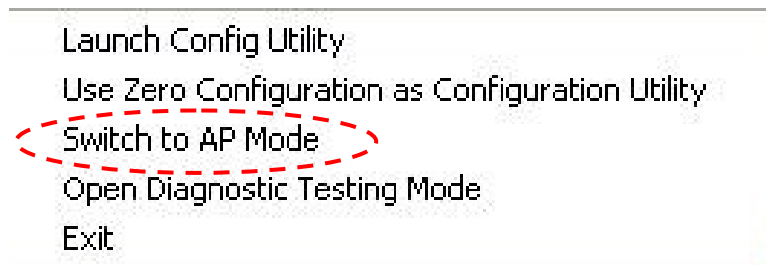 Launch Config Utility
Use Zero Configuration as Configuration Utility
Switch to AP Mode
Open Diagnostic Testing Mode
Exit